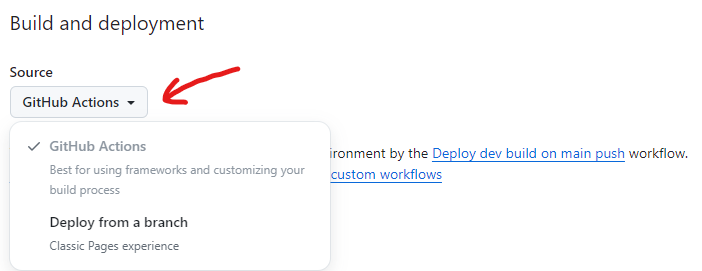 Build and deployment
Source
GitHub Actions
GitHub Actions
Best for using frameworks and customizing your
build process
Deploy from a branch
Classic Pages experience
ironment by the Deploy dev build on main push workflow.
custom workflows